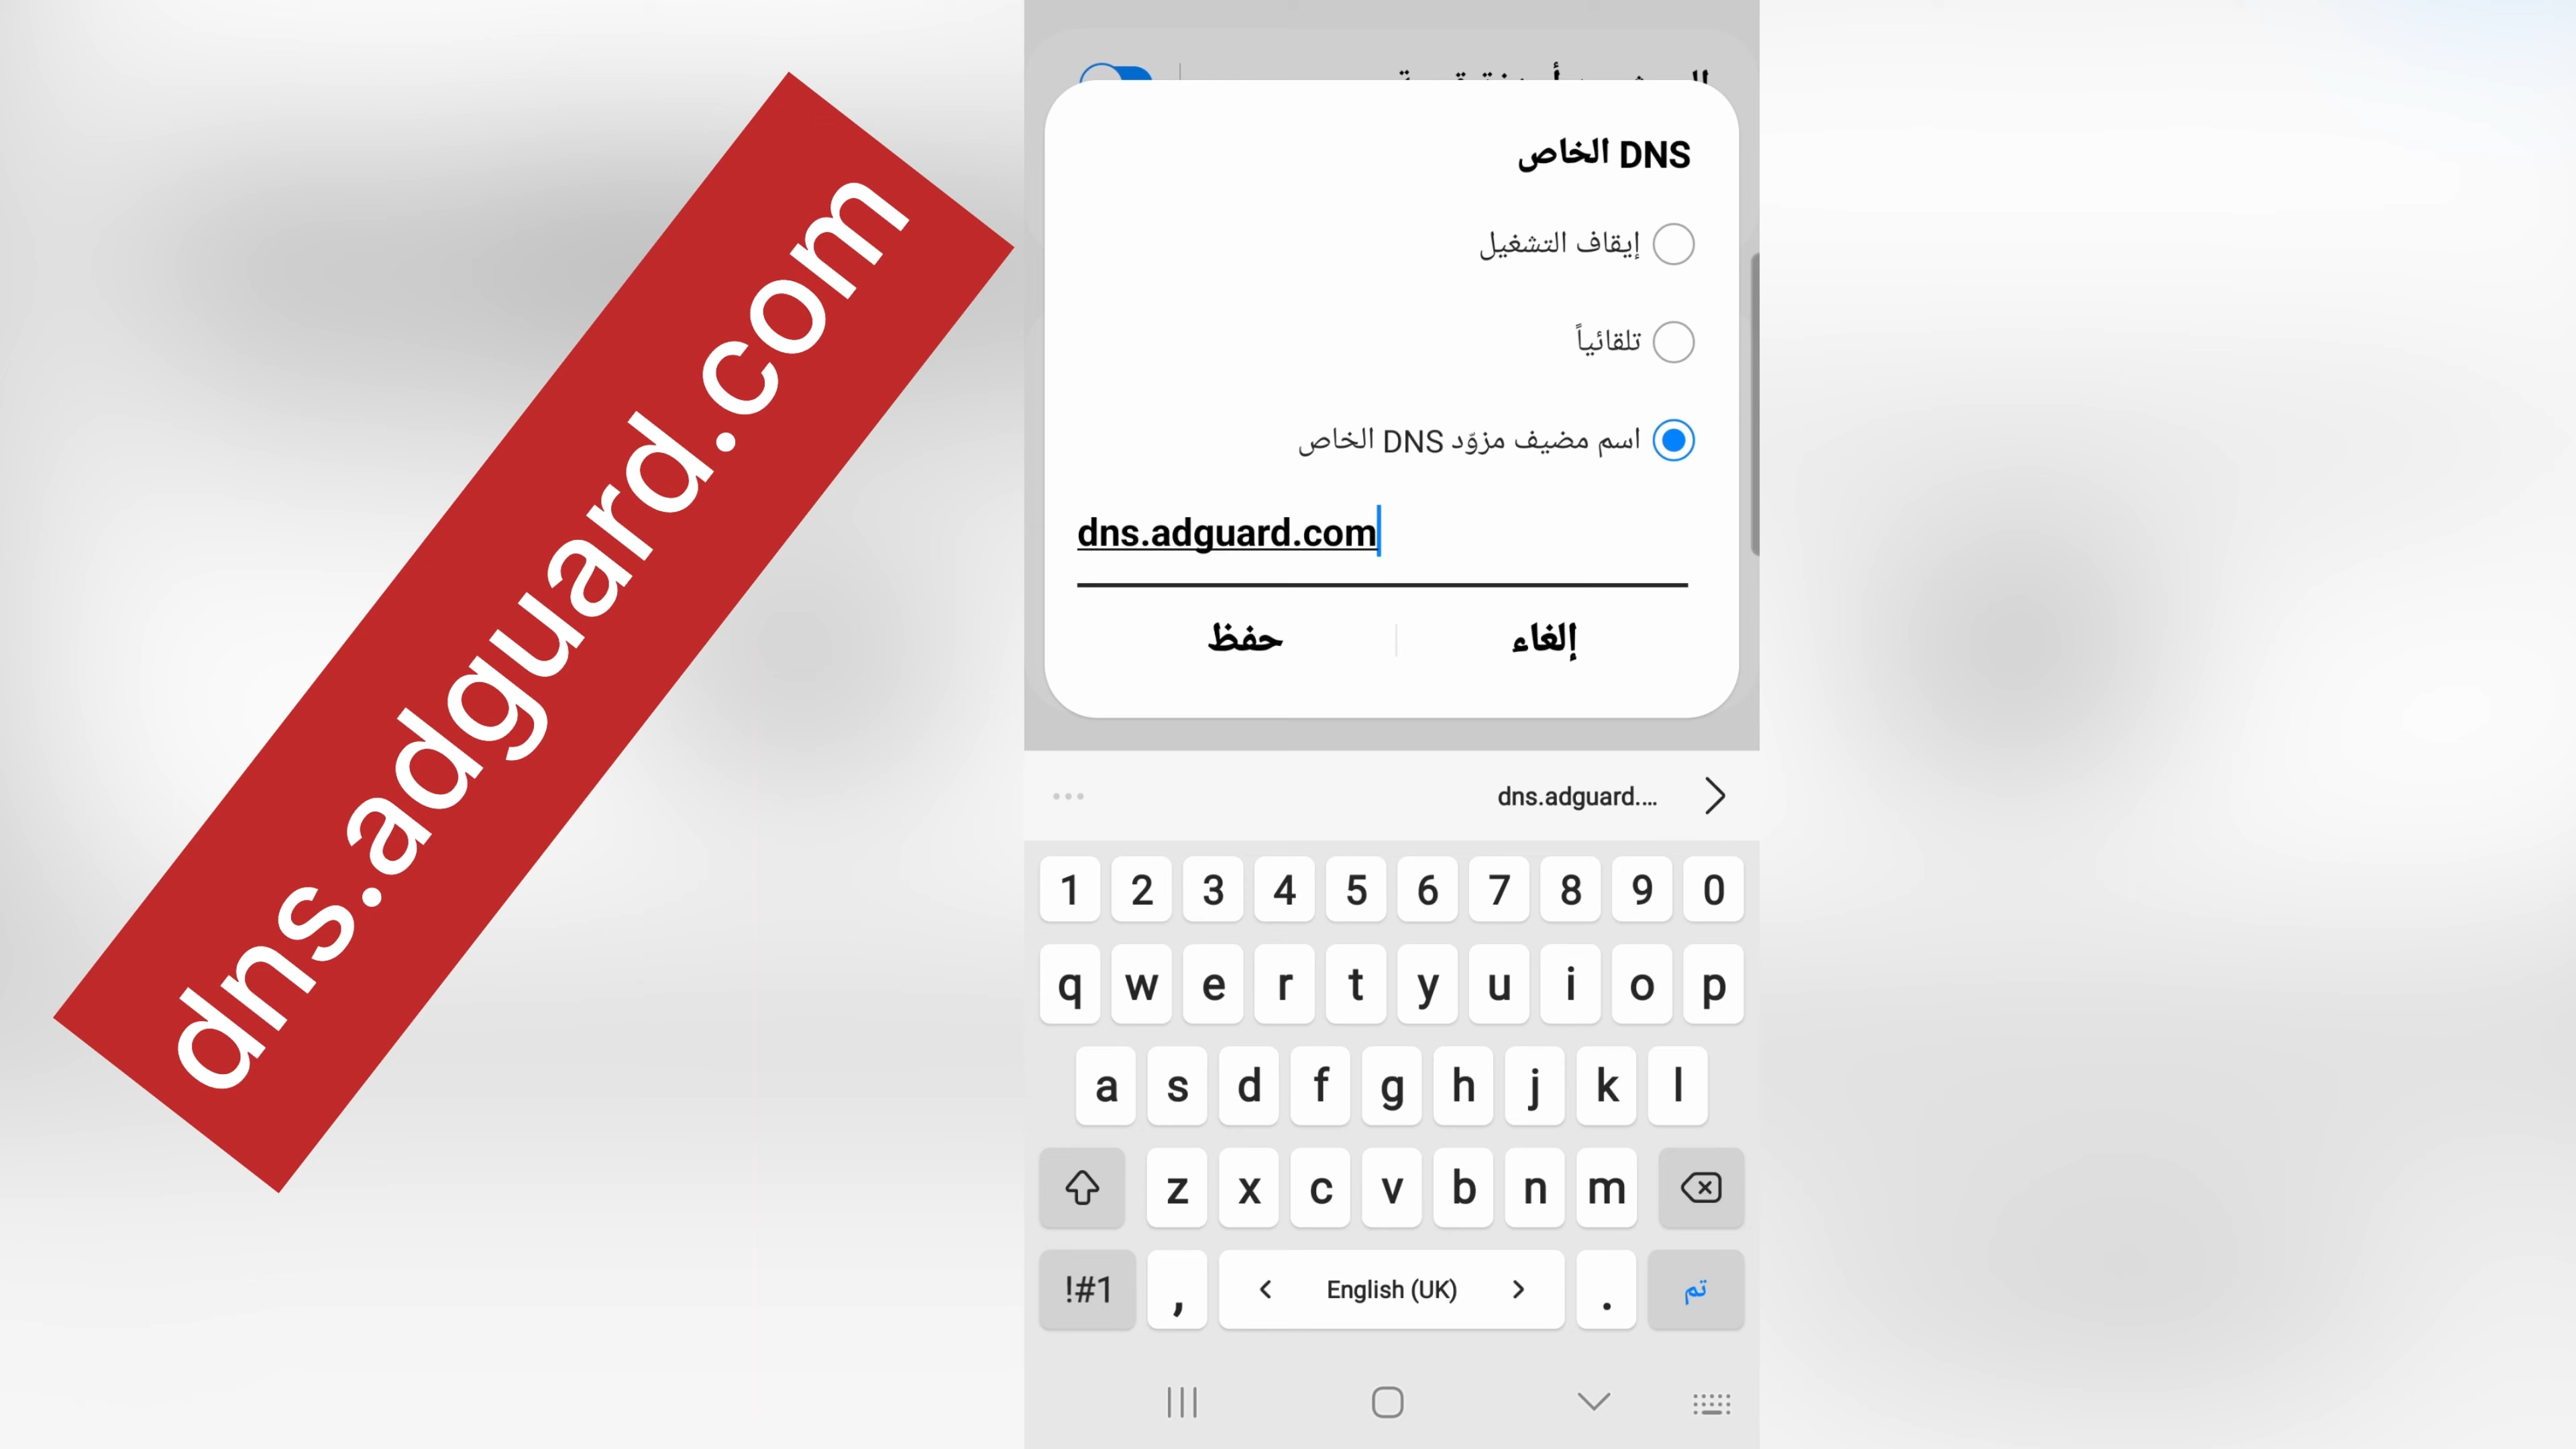 dns.adguard.com
DNS الخاص
إيقاف التشغيل
تلقائياً
اسم مضيف مزوّد DNS الخاص
dns.adguard.com
إلغاء
حفظ
dns.adguard....
1 2 3 4 5 6 7 8 9 0
q w e r t y u i o p
a s d f g h j k l
z x c v b n m
!#1 , English (UK) . تم